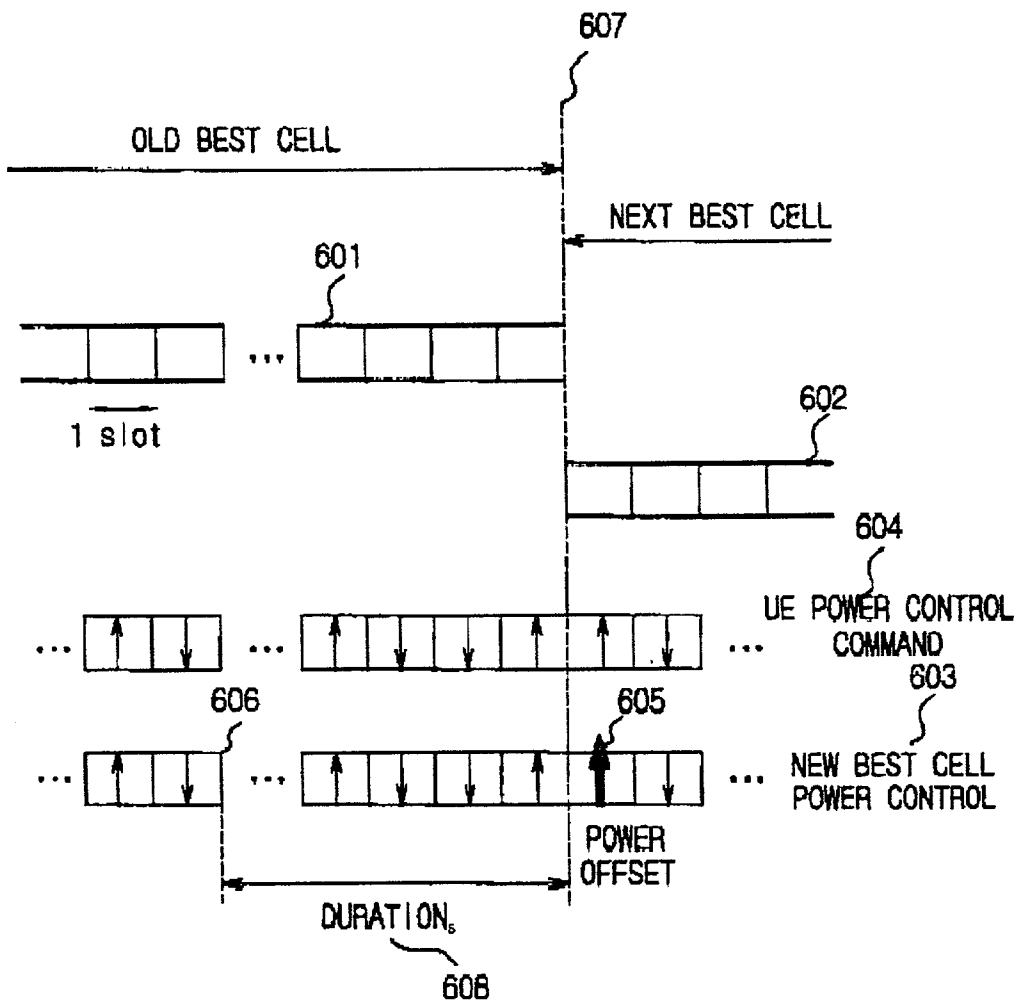 607
OLD BEST CELL
NEXT BEST CELL
601
...
1 slot
602
604
UE POWER CONTROL
COMMAND
... ... ...
606
605
603
... ... ...
NEW BEST CELL
POWER CONTROL
POWER
OFFSET
DURATIONs
608